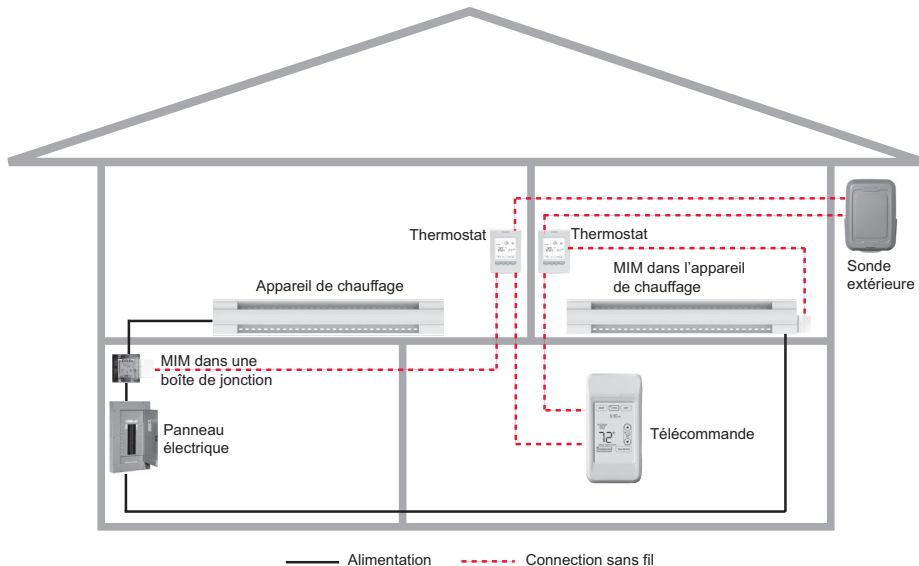 Thermostat
Thermostat
MIM dans l'appareil
de chauffage
Sonde
extérieure
Appareil de chauffage
MIM dans une
boîte de jonction
Panneau
électrique
72°
Télécommande
Alimentation
Connection sans fil